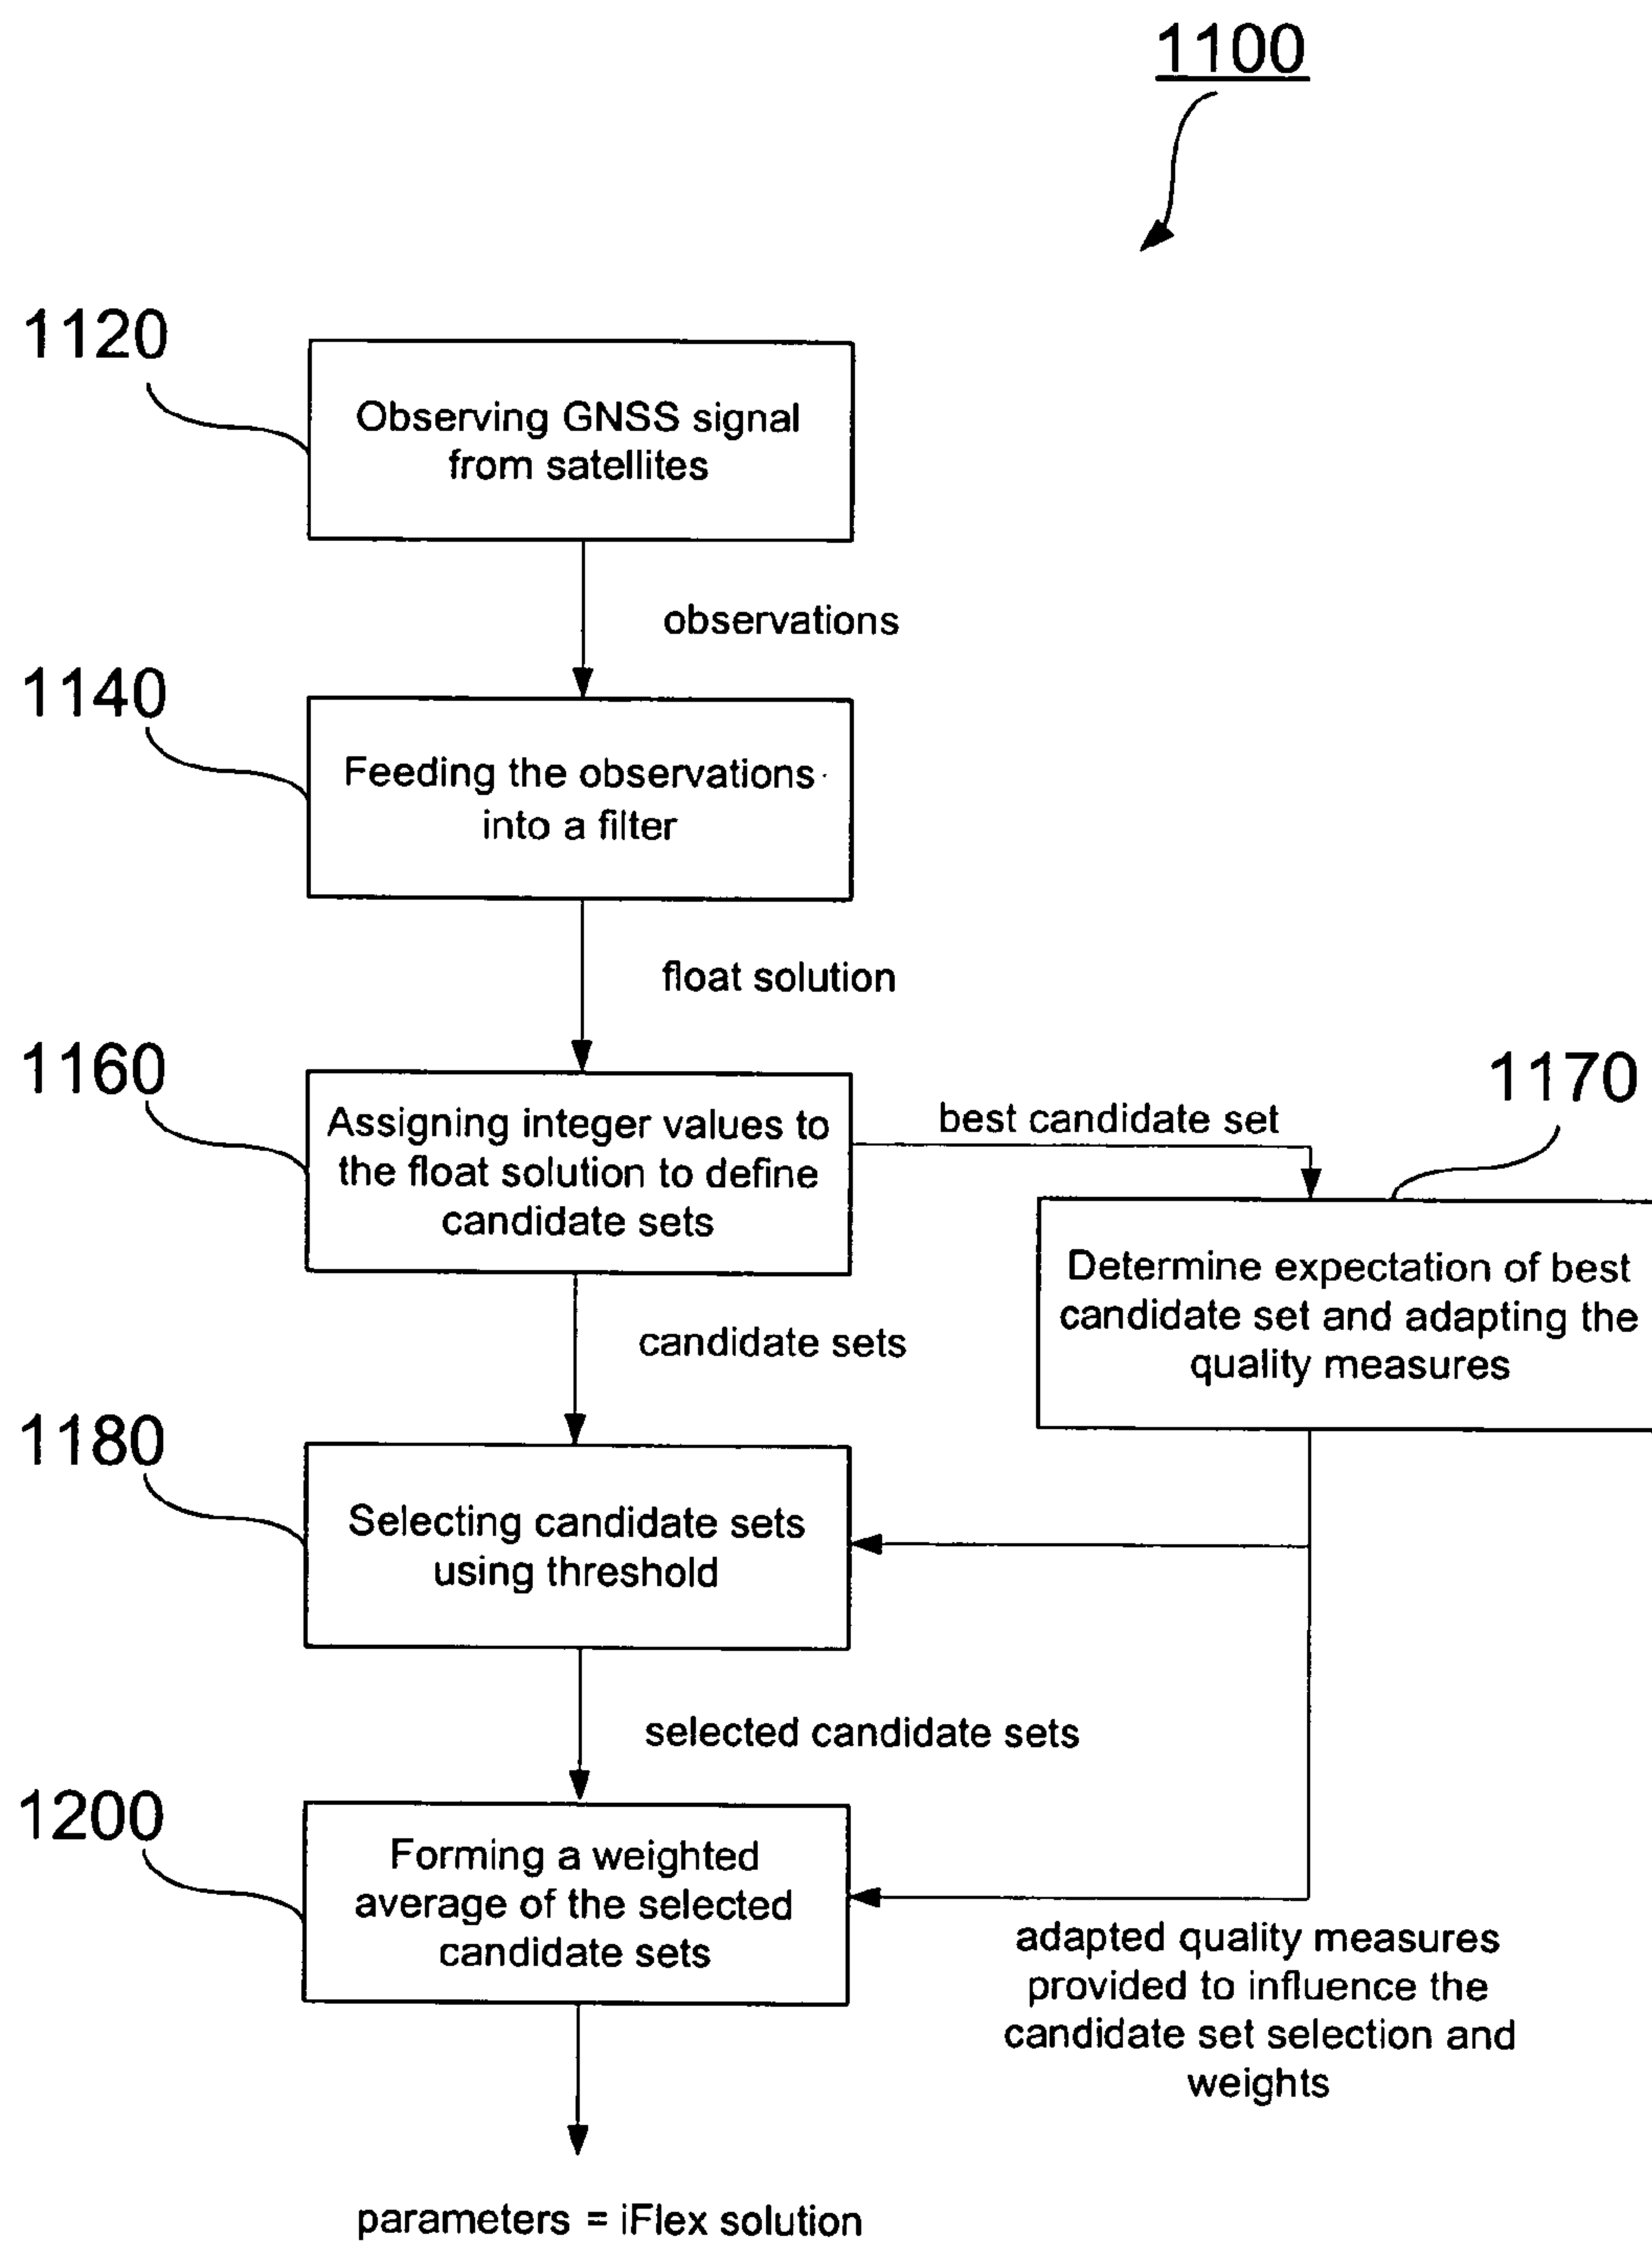 1100
1120
Observing GNSS signal
from satellites
observations
1140
Feeding the observations
into a filter
float solution
1160
Assigning integer values to
the float solution to define
candidate sets
best candidate set
1170
Determine expectation of best
candidate set and adapting the
quality measures
candidate sets
1180
Selecting candidate sets
using threshold
selected candidate sets
1200
Forming a weighted
average of the selected
candidate sets
adapted quality measures
provided to influence the
candidate set selection and
weights
parameters = iFlex solution